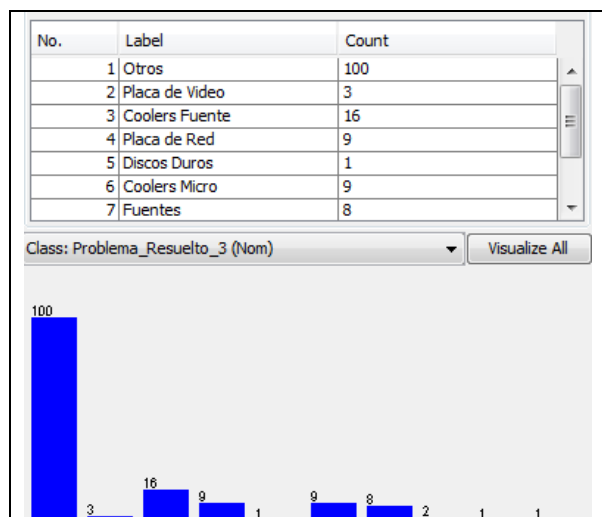 No. Label Count
1 Otros 100
2 Placa de Video 3
3 Coolers Fuente 16
4 Placa de Red 9
5 Discos Duros 1
6 Coolers Micro 9
7 Fuentes 8
Class: Problema_Resuelto_3 (Nom) Visualize All
100
3 16 9 1 9 8 2 1 1